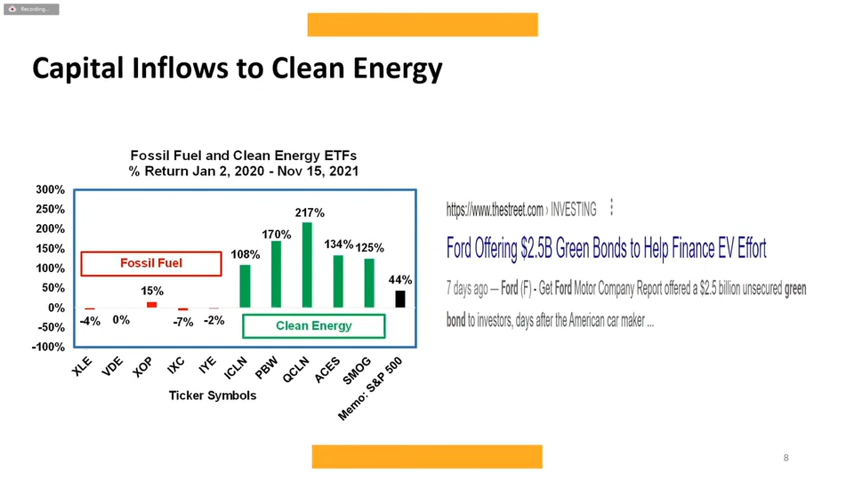 Recording...
Capital Inflows to Clean Energy
Fossil Fuel and Clean Energy ETFs
% Return Jan 2, 2020 - Nov 15, 2021
300%
250%
200%
150%
100%
50%
0%
-50%
-100%
Fossil Fuel
-4%
0%
15%
-7%
-2%
108%
170%
217%
134%
125%
44%
Clean Energy
XLE
VDE
XOP
IXC
IYE
ICLN
PBW
QCLN
ACES
SMOG
Memo: S&P 500
Ticker Symbols
https://www.thestreet.com › INVESTING
Ford Offering $2.5B Green Bonds to Help Finance EV Effort
7 days ago — Ford (F) - Get Ford Motor Company Report offered a $2.5 billion unsecured green
bond to investors, days after the American car maker ...
8